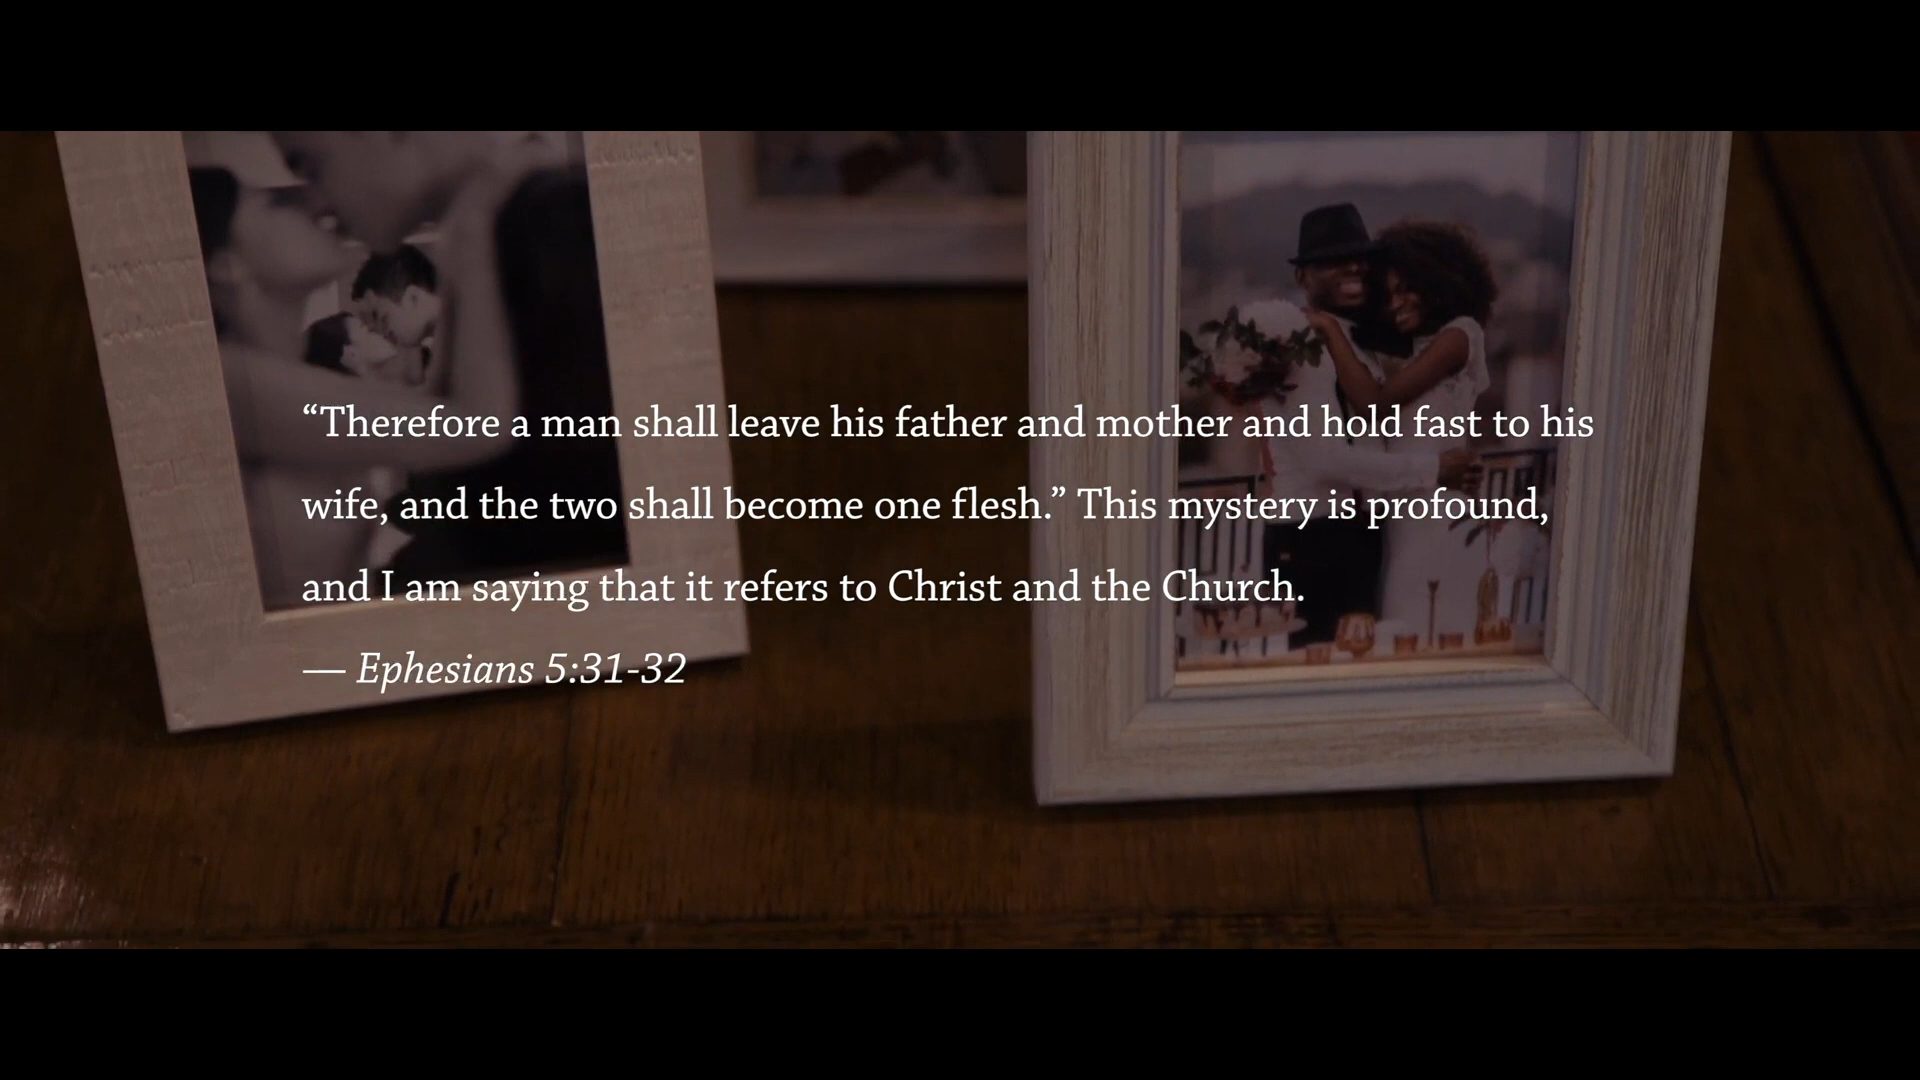 “Therefore a man shall leave his father and mother and hold fast to his
wife, and the two shall become one flesh.” This mystery is profound,
and I am saying that it refers to Christ and the Church.
— Ephesians 5:31-32